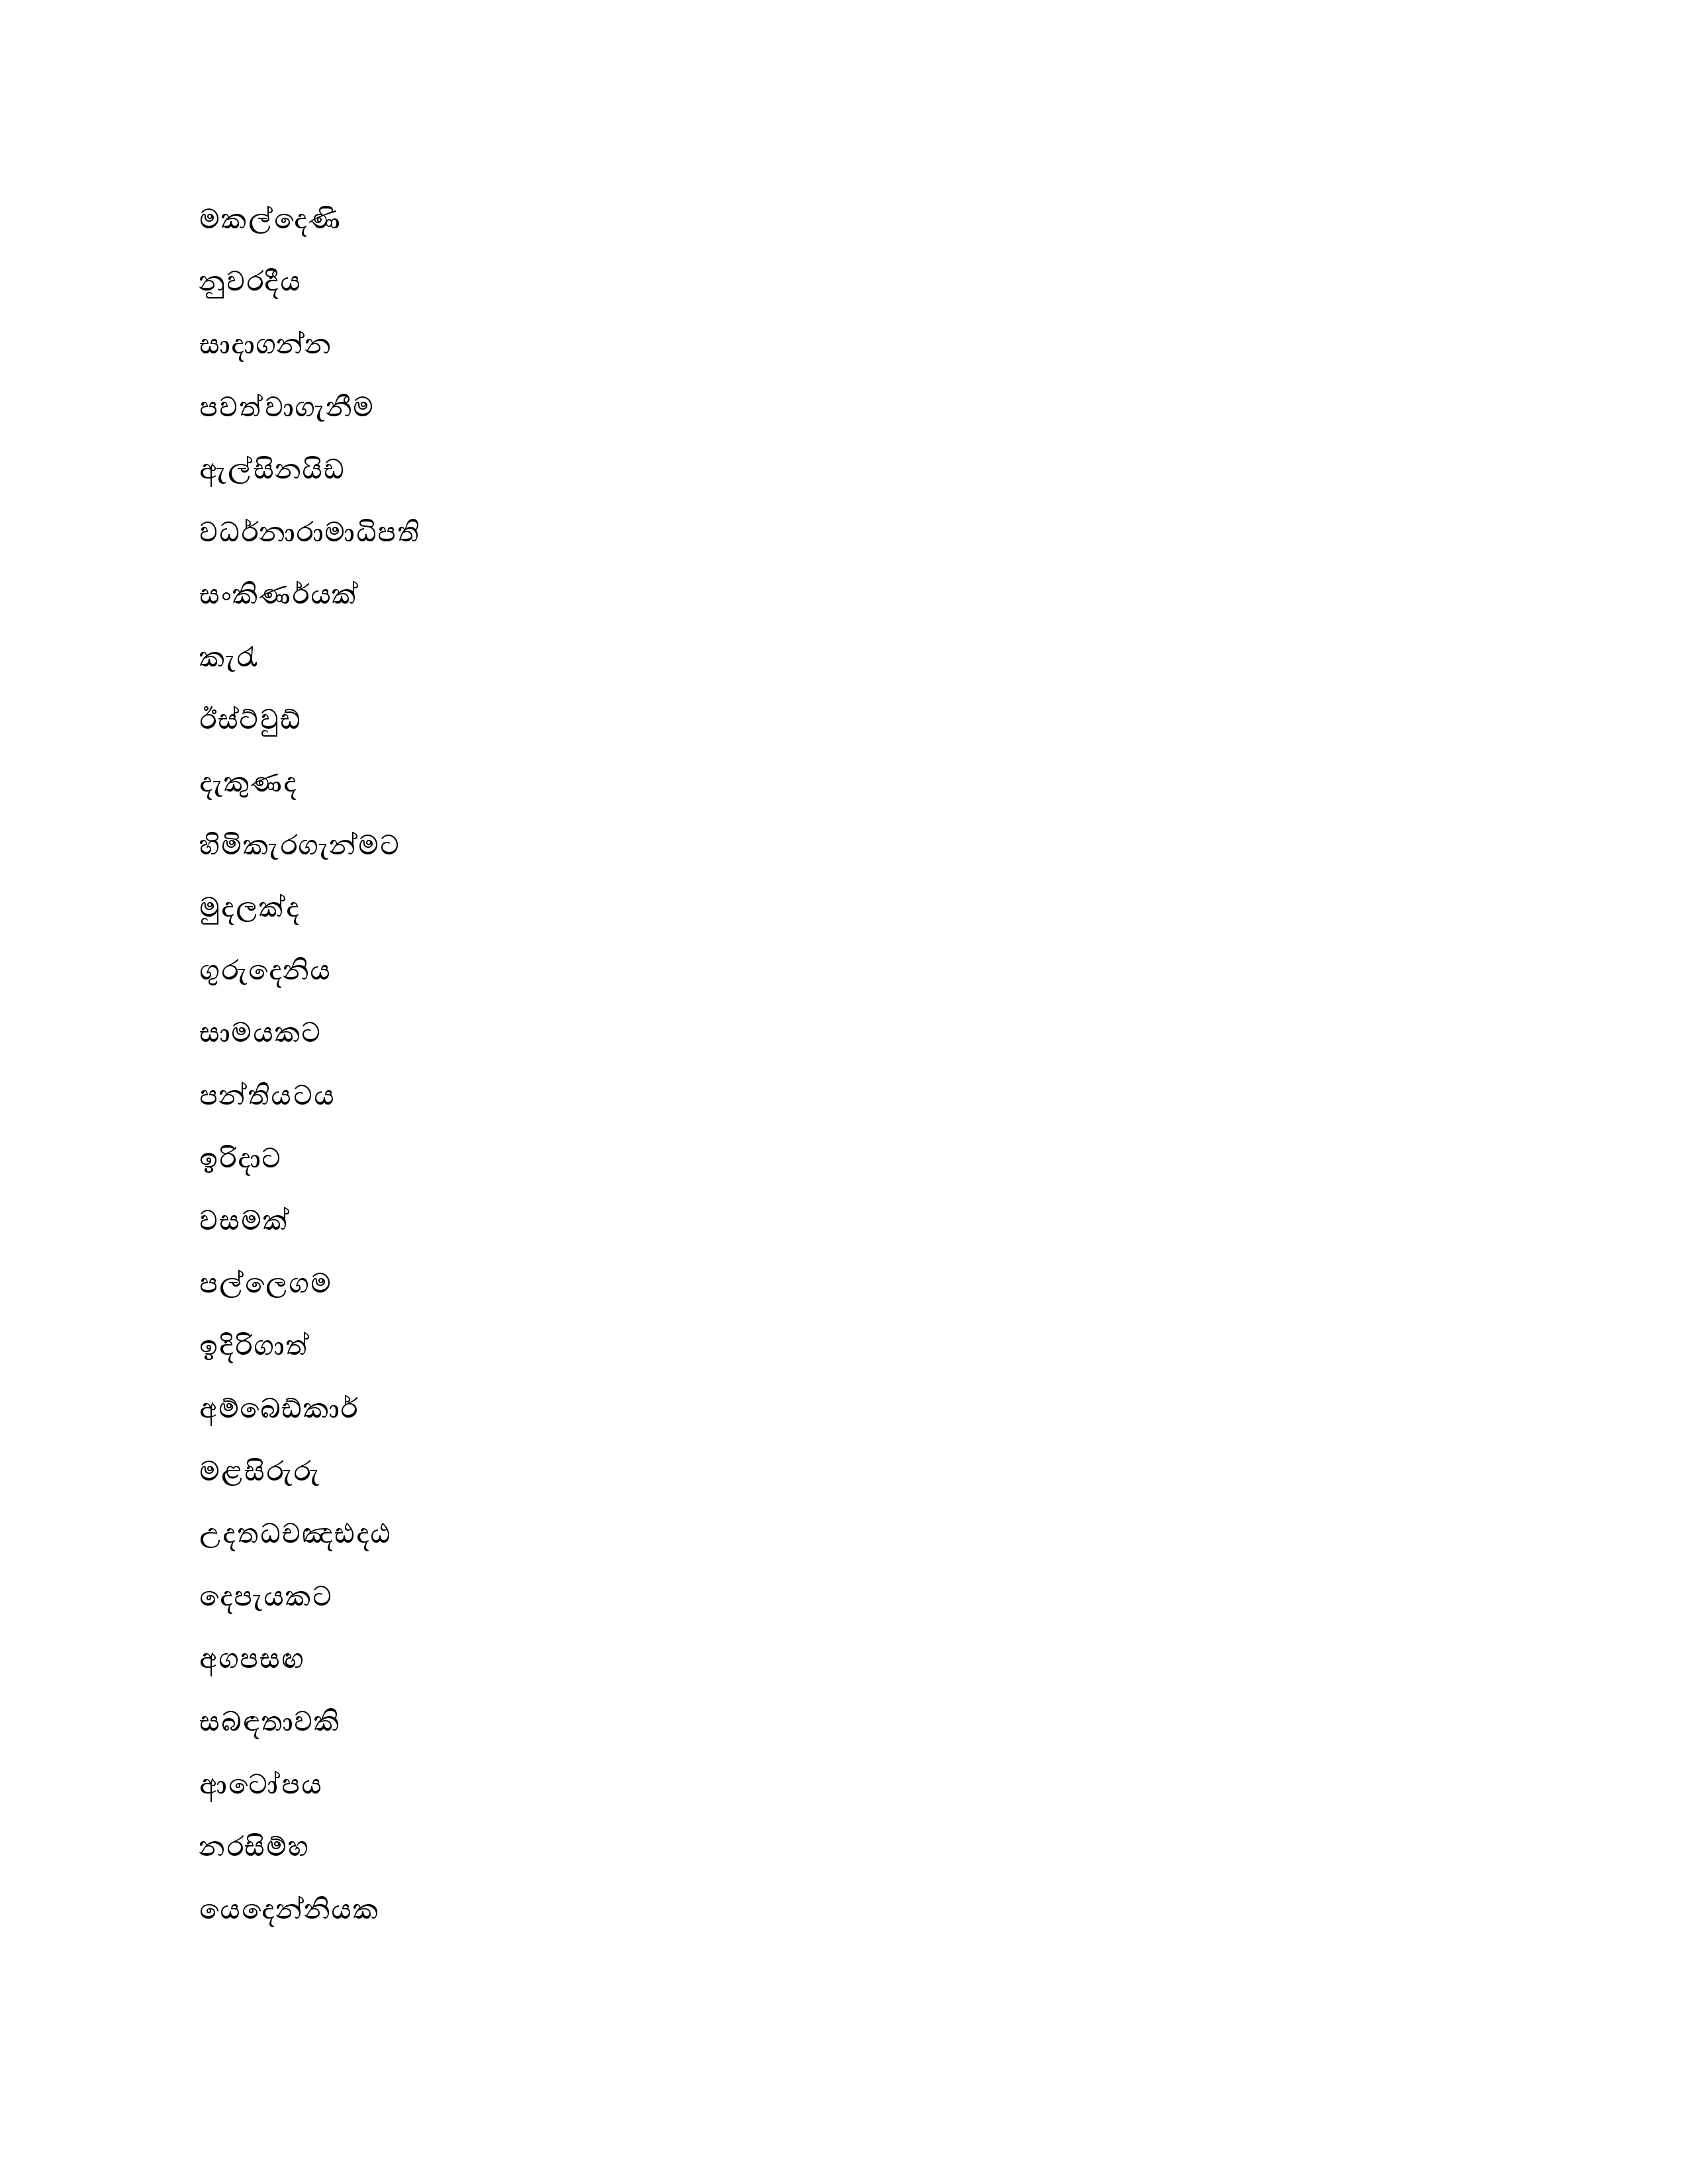 මකල්දෙණි
නුවරදීය
සාදාගන්න
පවත්වාගැනීම
ඇල්සිනයිඩ
වධර්නාරාමාධිපති
සංකිණර්යක්
කැරැ
ඊස්ට්වුඩ්
දැකුණද
හිමිකැරගැන්මට
මුදලක්ද
ගුරුදෙනිය
සාමයකට
පන්තියටය
ඉරිදාට
වසමක්
පල්ලෙගම
ඉදිරිගාත්
අම්බෙඩ්කාර්
මළසිරුරු
උදතධචඤඪදඨ
දෙපැයකට
අගපසඟ
සබඳතාවකි
ආටෝපය
නරසිම්හ
යෙදෙන්නියක